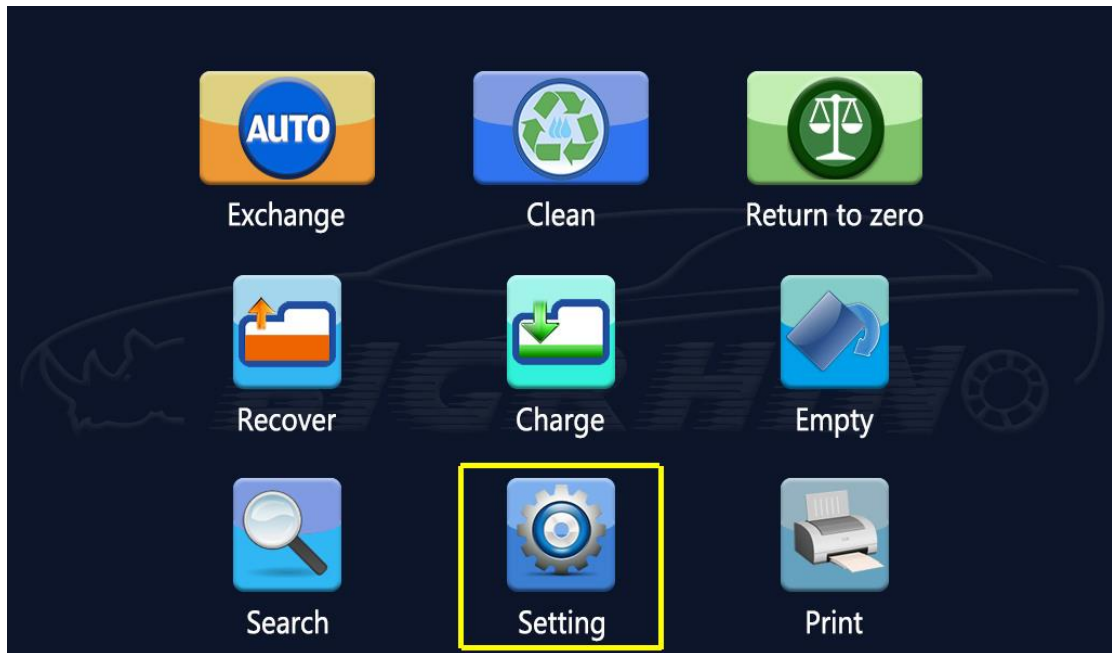 AUTO
Exchange
Clean
Return to zero
Recover
Charge
Empty
Search
Setting
Print